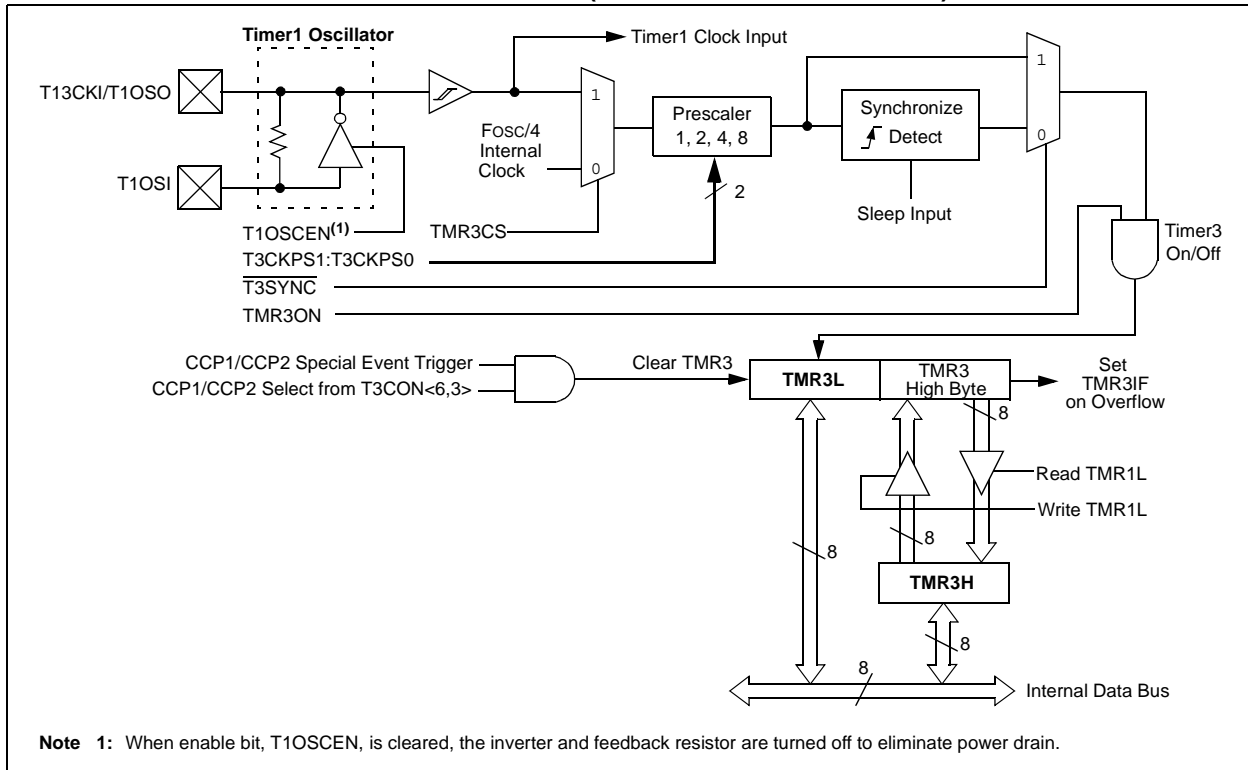 Timer1 Oscillator
Timer1 Clock Input
T13CKI/T1OSO
T1OSI
1
FOSC/4
Internal
Clock
0
Prescaler
1, 2, 4, 8
2
Synchronize
Detect
Sleep Input
1
0
T1OSCEN(1)
TMR3CS
T3CKPS1:T3CKPS0
T3SYNC
TMR3ON
Timer3
On/Off
CCP1/CCP2 Special Event Trigger
CCP1/CCP2 Select from T3CON<6,3>
Clear TMR3
TMR3L
TMR3
High Byte
Set
TMR3IF
on Overflow
8
Read TMR1L
Write TMR1L
8
8
TMR3H
8
8
Internal Data Bus
Note 1: When enable bit, T1OSCEN, is cleared, the inverter and feedback resistor are turned off to eliminate power drain.